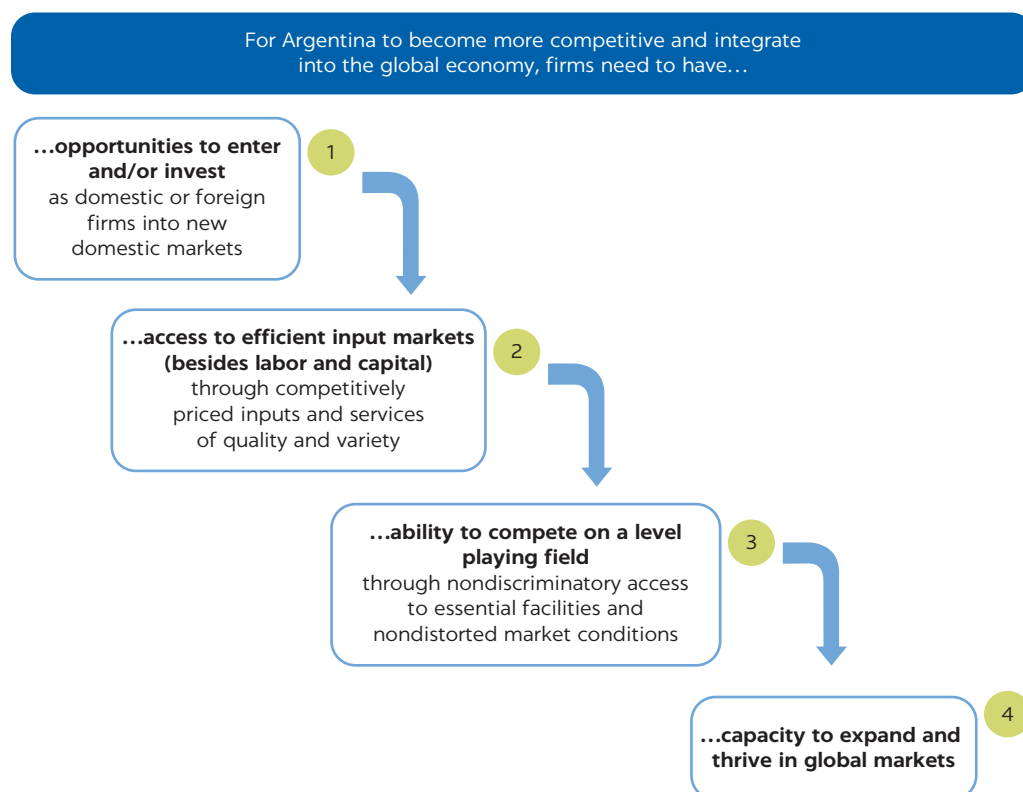 For Argentina to become more competitive and integrate
into the global economy, firms need to have…
…opportunities to enter
and/or invest
as domestic or foreign
firms into new
domestic markets
1
…access to efficient input markets
(besides labor and capital)
through competitively
priced inputs and services
of quality and variety
2
…ability to compete on a level
playing field
through nondiscriminatory access
to essential facilities and
nondistorted market conditions
3
…capacity to expand and
thrive in global markets
4